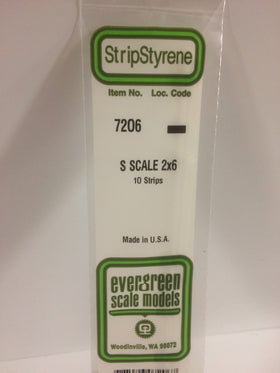 StripStyrene
Item No. Loc. Code
7206
S SCALE 2x6
10 Strips
Made in U.S.A.
evergreen
scale models
Woodinville, WA 98072